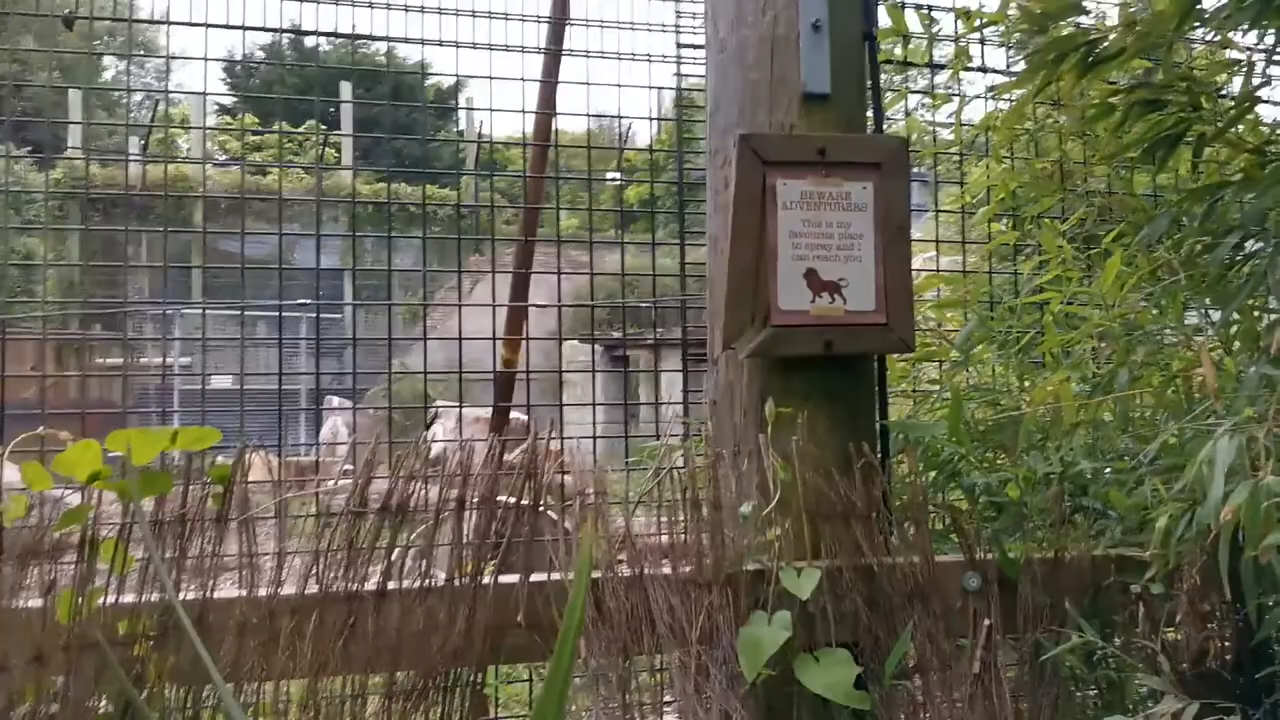 BEWARE
ADVENTURERS
This is my
favourite place
to spray and I
can reach you